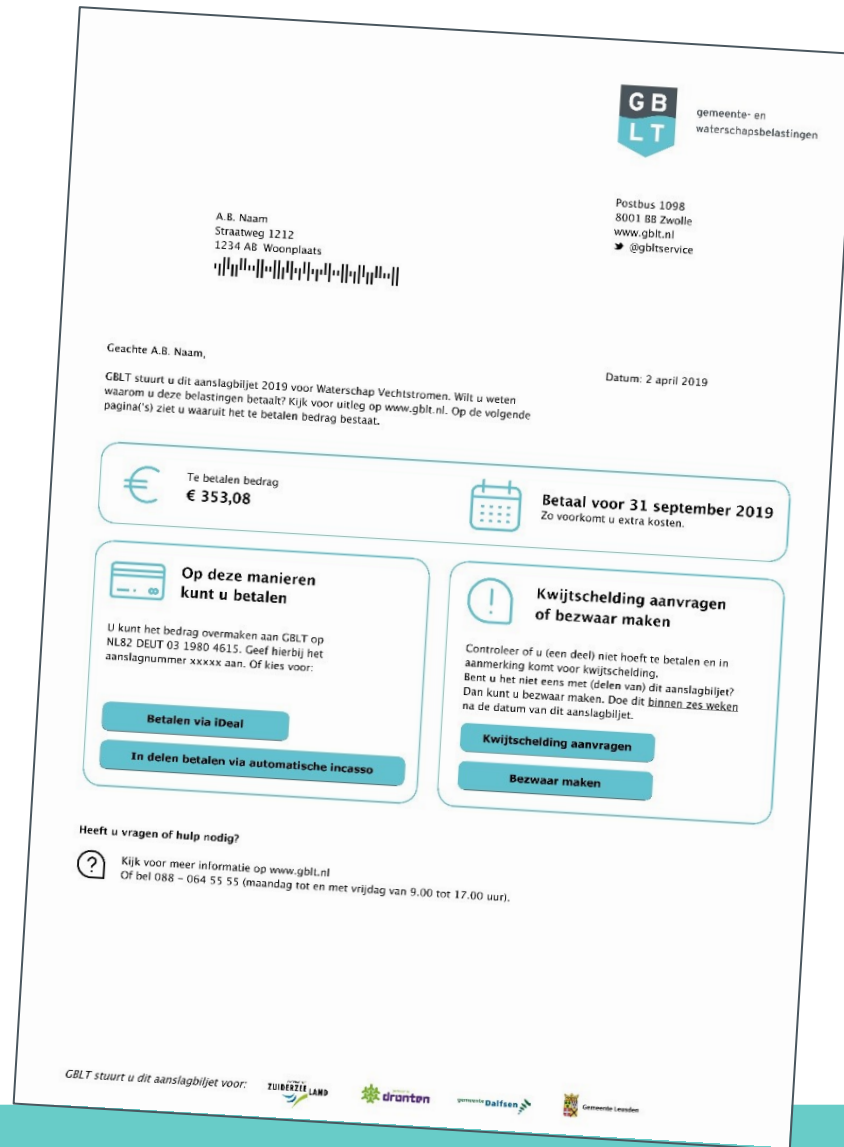 GB
LT
gemeente- en
waterschapsbelastingen
Postbus 1098
8001 BB Zwolle
www.gblt.nl
@gbltservice
A.B. Naam
Straatweg 1212
1234 AB Woonplaats
Geachte A.B. Naam,
Datum: 2 april 2019
GBLT stuurt u dit aanslagbiljet 2019 voor Waterschap Vechtstromen. Wilt u weten
waarom u deze belastingen betaalt? Kijk voor uitleg op www.gblt.nl. Op de volgende
pagina('s) ziet u waaruit het te betalen bedrag bestaat.
Te betalen bedrag
€ 353,08
Betaal voor 31 september 2019
Zo voorkomt u extra kosten.
Op deze manieren
kunt u betalen
U kunt het bedrag overmaken aan GBLT op
NL82 DEUT 03 1980 4615. Geef hierbij het
aanslagnummer xxxxx aan. Of kies voor:
Betalen via iDeal
In delen betalen via automatische incasso
Kwijtschelding aanvragen
of bezwaar maken
Controleer of u (een deel) niet hoeft te betalen en in
aanmerking komt voor kwijtschelding.
Bent u het niet eens met (delen van) dit aanslagbiljet?
Dan kunt u bezwaar maken. Doe dit binnen zes weken
na de datum van dit aanslagbiljet.
Kwijtschelding aanvragen
Bezwaar maken
Heeft u vragen of hulp nodig?
Kijk voor meer informatie op www.gblt.nl
Of bel 088 – 064 55 55 (maandag tot en met vrijdag van 9.00 tot 17.00 uur).
GBLT stuurt u dit aanslagbiljet voor:
ZUIDERZEELAND
dronten
gemeente Dalfsen
Gemeente Leusden